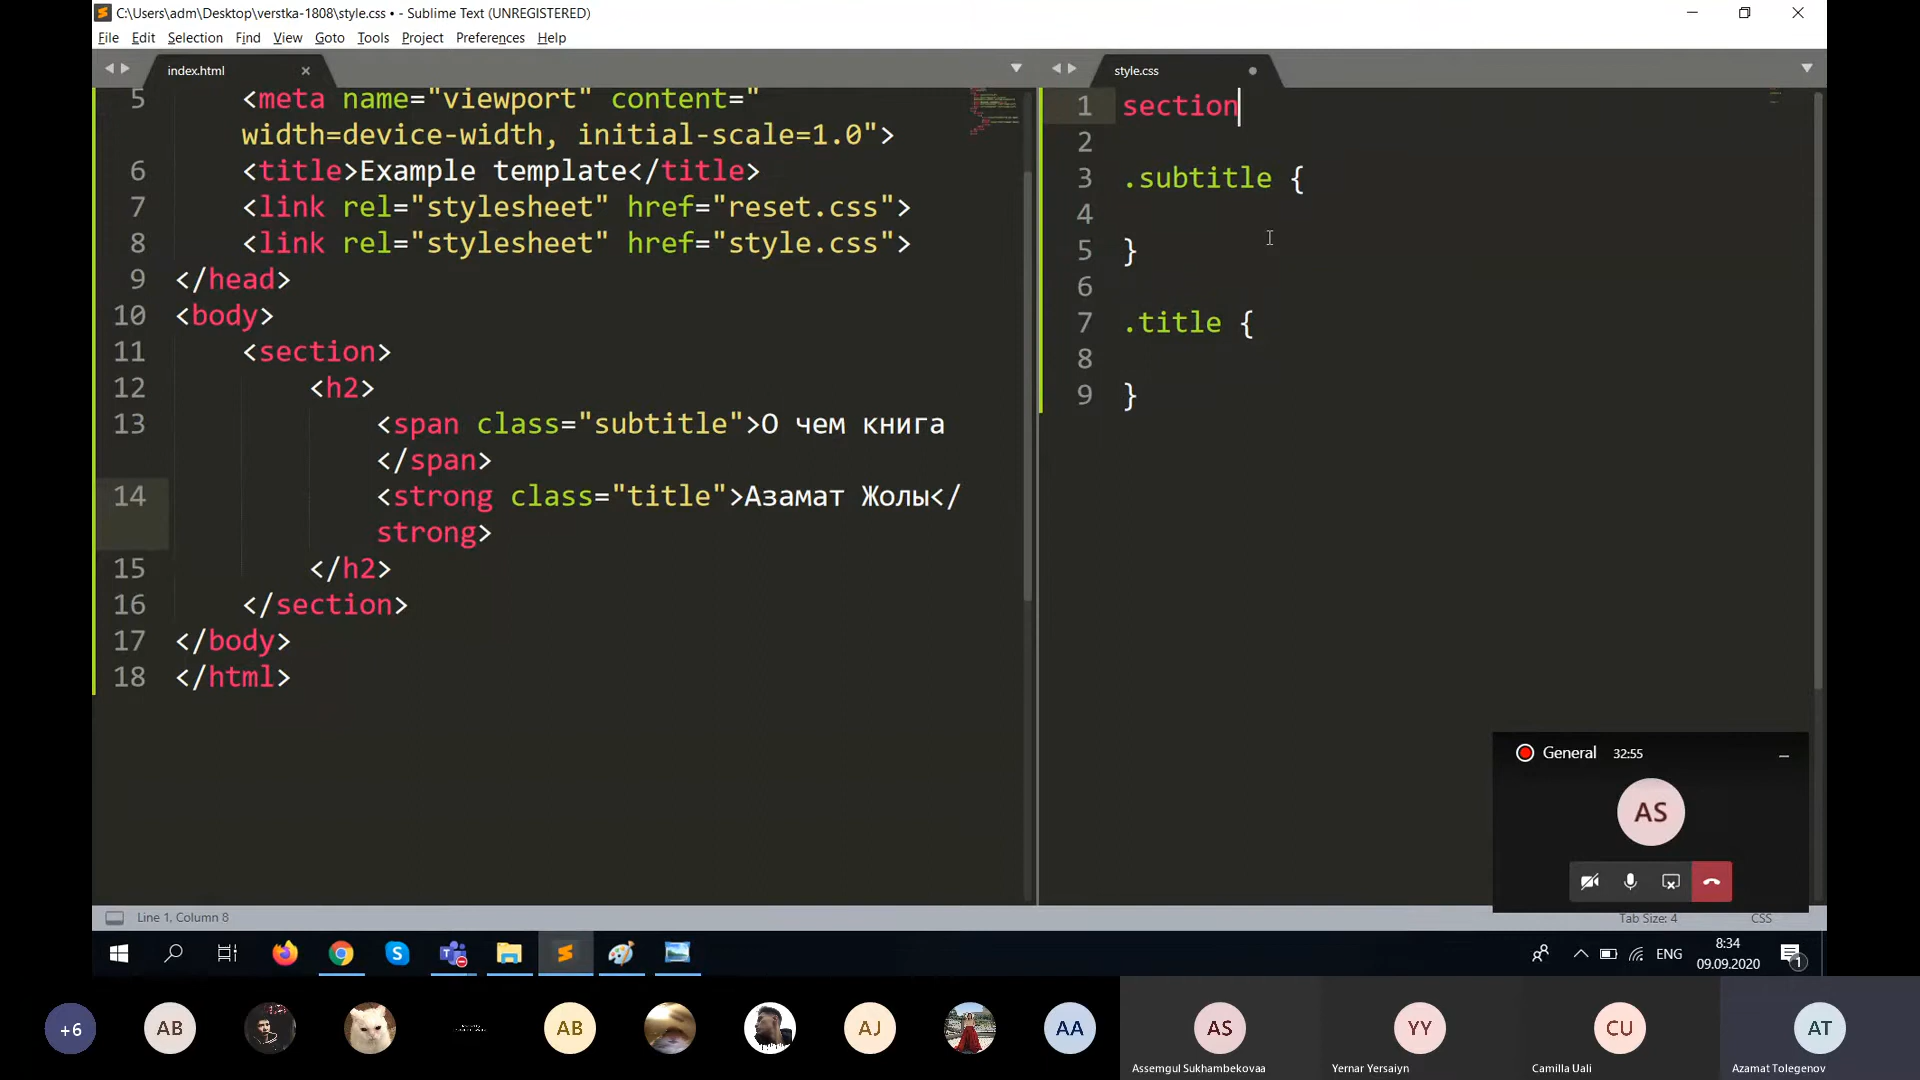 C:\Users\adm\Desktop\verstka-1808\style.css • - Sublime Text (UNREGISTERED)
File Edit Selection Find View Goto Tools Project Preferences Help
index.html
5 <meta name="viewport" content="
width=device-width, initial-scale=1.0">
6 <title>Example template</title>
7 <link rel="stylesheet" href="reset.css">
8 <link rel="stylesheet" href="style.css">
9 </head>
10 <body>
11 <section>
12 <h2>
13 <span class="subtitle">О чем книга
</span>
14 <strong class="title">Азамат Жолы</
strong>
15 </h2>
16 </section>
17 </body>
18 </html>
style.css
1 section
2
3 .subtitle {
4
5 }
6
7 .title {
8
9 }
General 32:55
AS
Line 1, Column 8
Tab Size: 4
CSS
ENG
8:34
09.09.2020
1
+6
AB
AB
AJ
AA
AS
YY
CU
AT
Assemgul Sukhambekovaa
Yernar Yersaiyn
Camilla Uali
Azamat Tolegenov